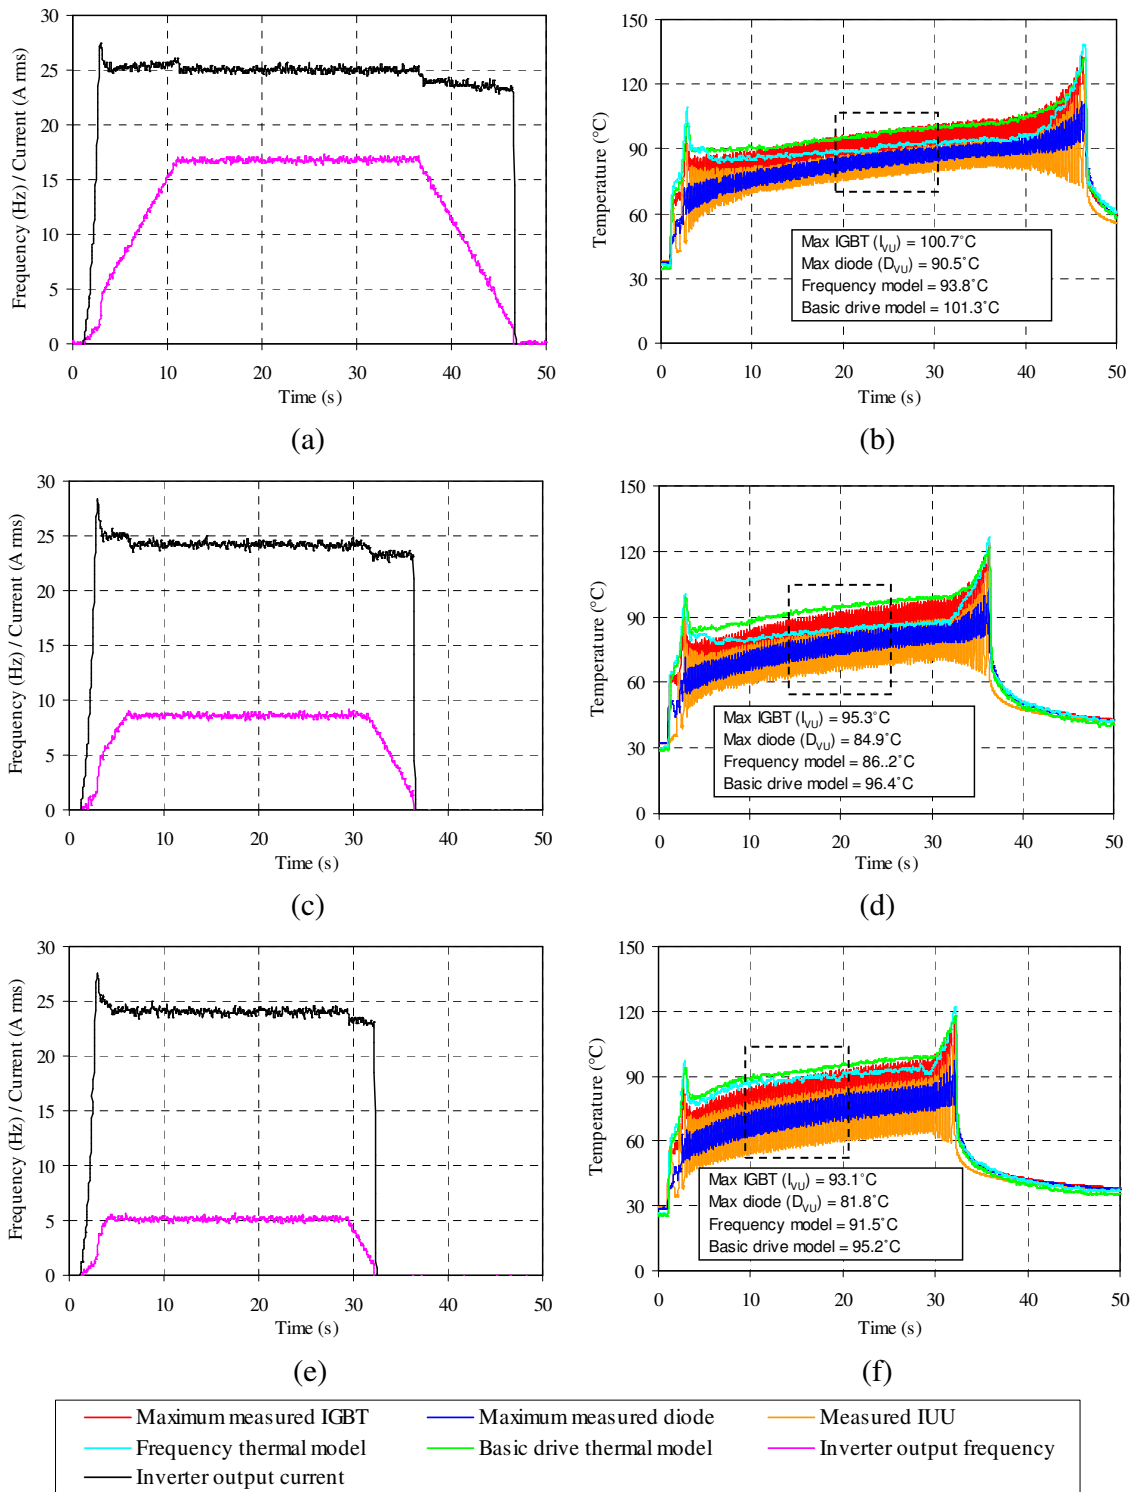 Frequency (Hz) / Current (A rms)
30
25
20
15
10
5
0
0 10 20 30 40 50
Time (s)
(a)
Temperature (°C)
150
120
90
60
30
0
Max IGBT (IVU) = 100.7°C
Max diode (DVU) = 90.5°C
Frequency model = 93.8°C
Basic drive model = 101.3°C
0 10 20 30 40 50
Time (s)
(b)
Frequency (Hz) / Current (A rms)
30
25
20
15
10
5
0
0 10 20 30 40 50
Time (s)
(c)
Temperature (°C)
150
120
90
60
30
0
Max IGBT (IVU) = 95.3°C
Max diode (DVU) = 84.9°C
Frequency model = 86..2°C
Basic drive model = 96.4°C
0 10 20 30 40 50
Time (s)
(d)
Frequency (Hz) / Current (A rms)
30
25
20
15
10
5
0
0 10 20 30 40 50
Time (s)
(e)
Temperature (°C)
150
120
90
60
30
0
Max IGBT (IVU) = 93.1°C
Max diode (DVU) = 81.8°C
Frequency model = 91.5°C
Basic drive model = 95.2°C
0 10 20 30 40 50
Time (s)
(f)
Maximum measured IGBT Maximum measured diode Measured IUU
Frequency thermal model Basic drive thermal model Inverter output frequency
Inverter output current